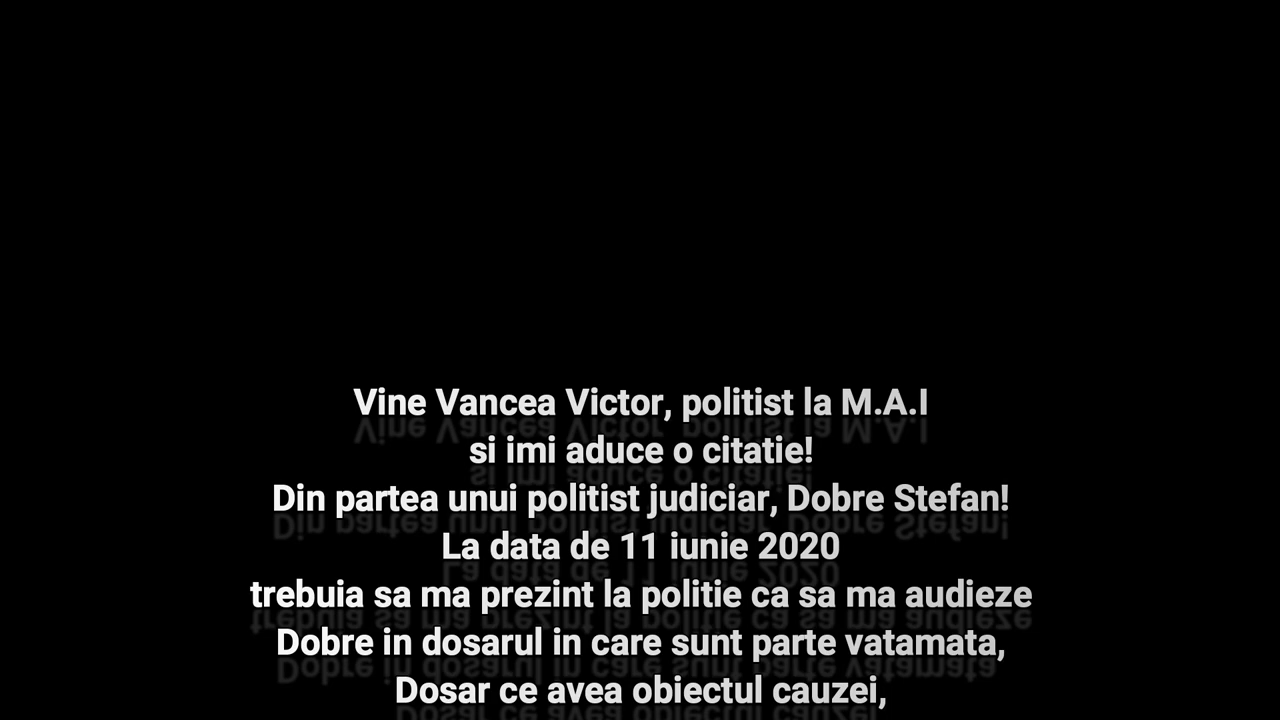 Vine Vancea Victor, politist la M.A.I
si imi aduce o citatie!
Din partea unui politist judiciar, Dobre Stefan!
La data de 11 iunie 2020
trebuia sa ma prezint la politie ca sa ma audieze
Dobre in dosarul in care sunt parte vatamata,
Dosar ce avea obiectul cauzei,